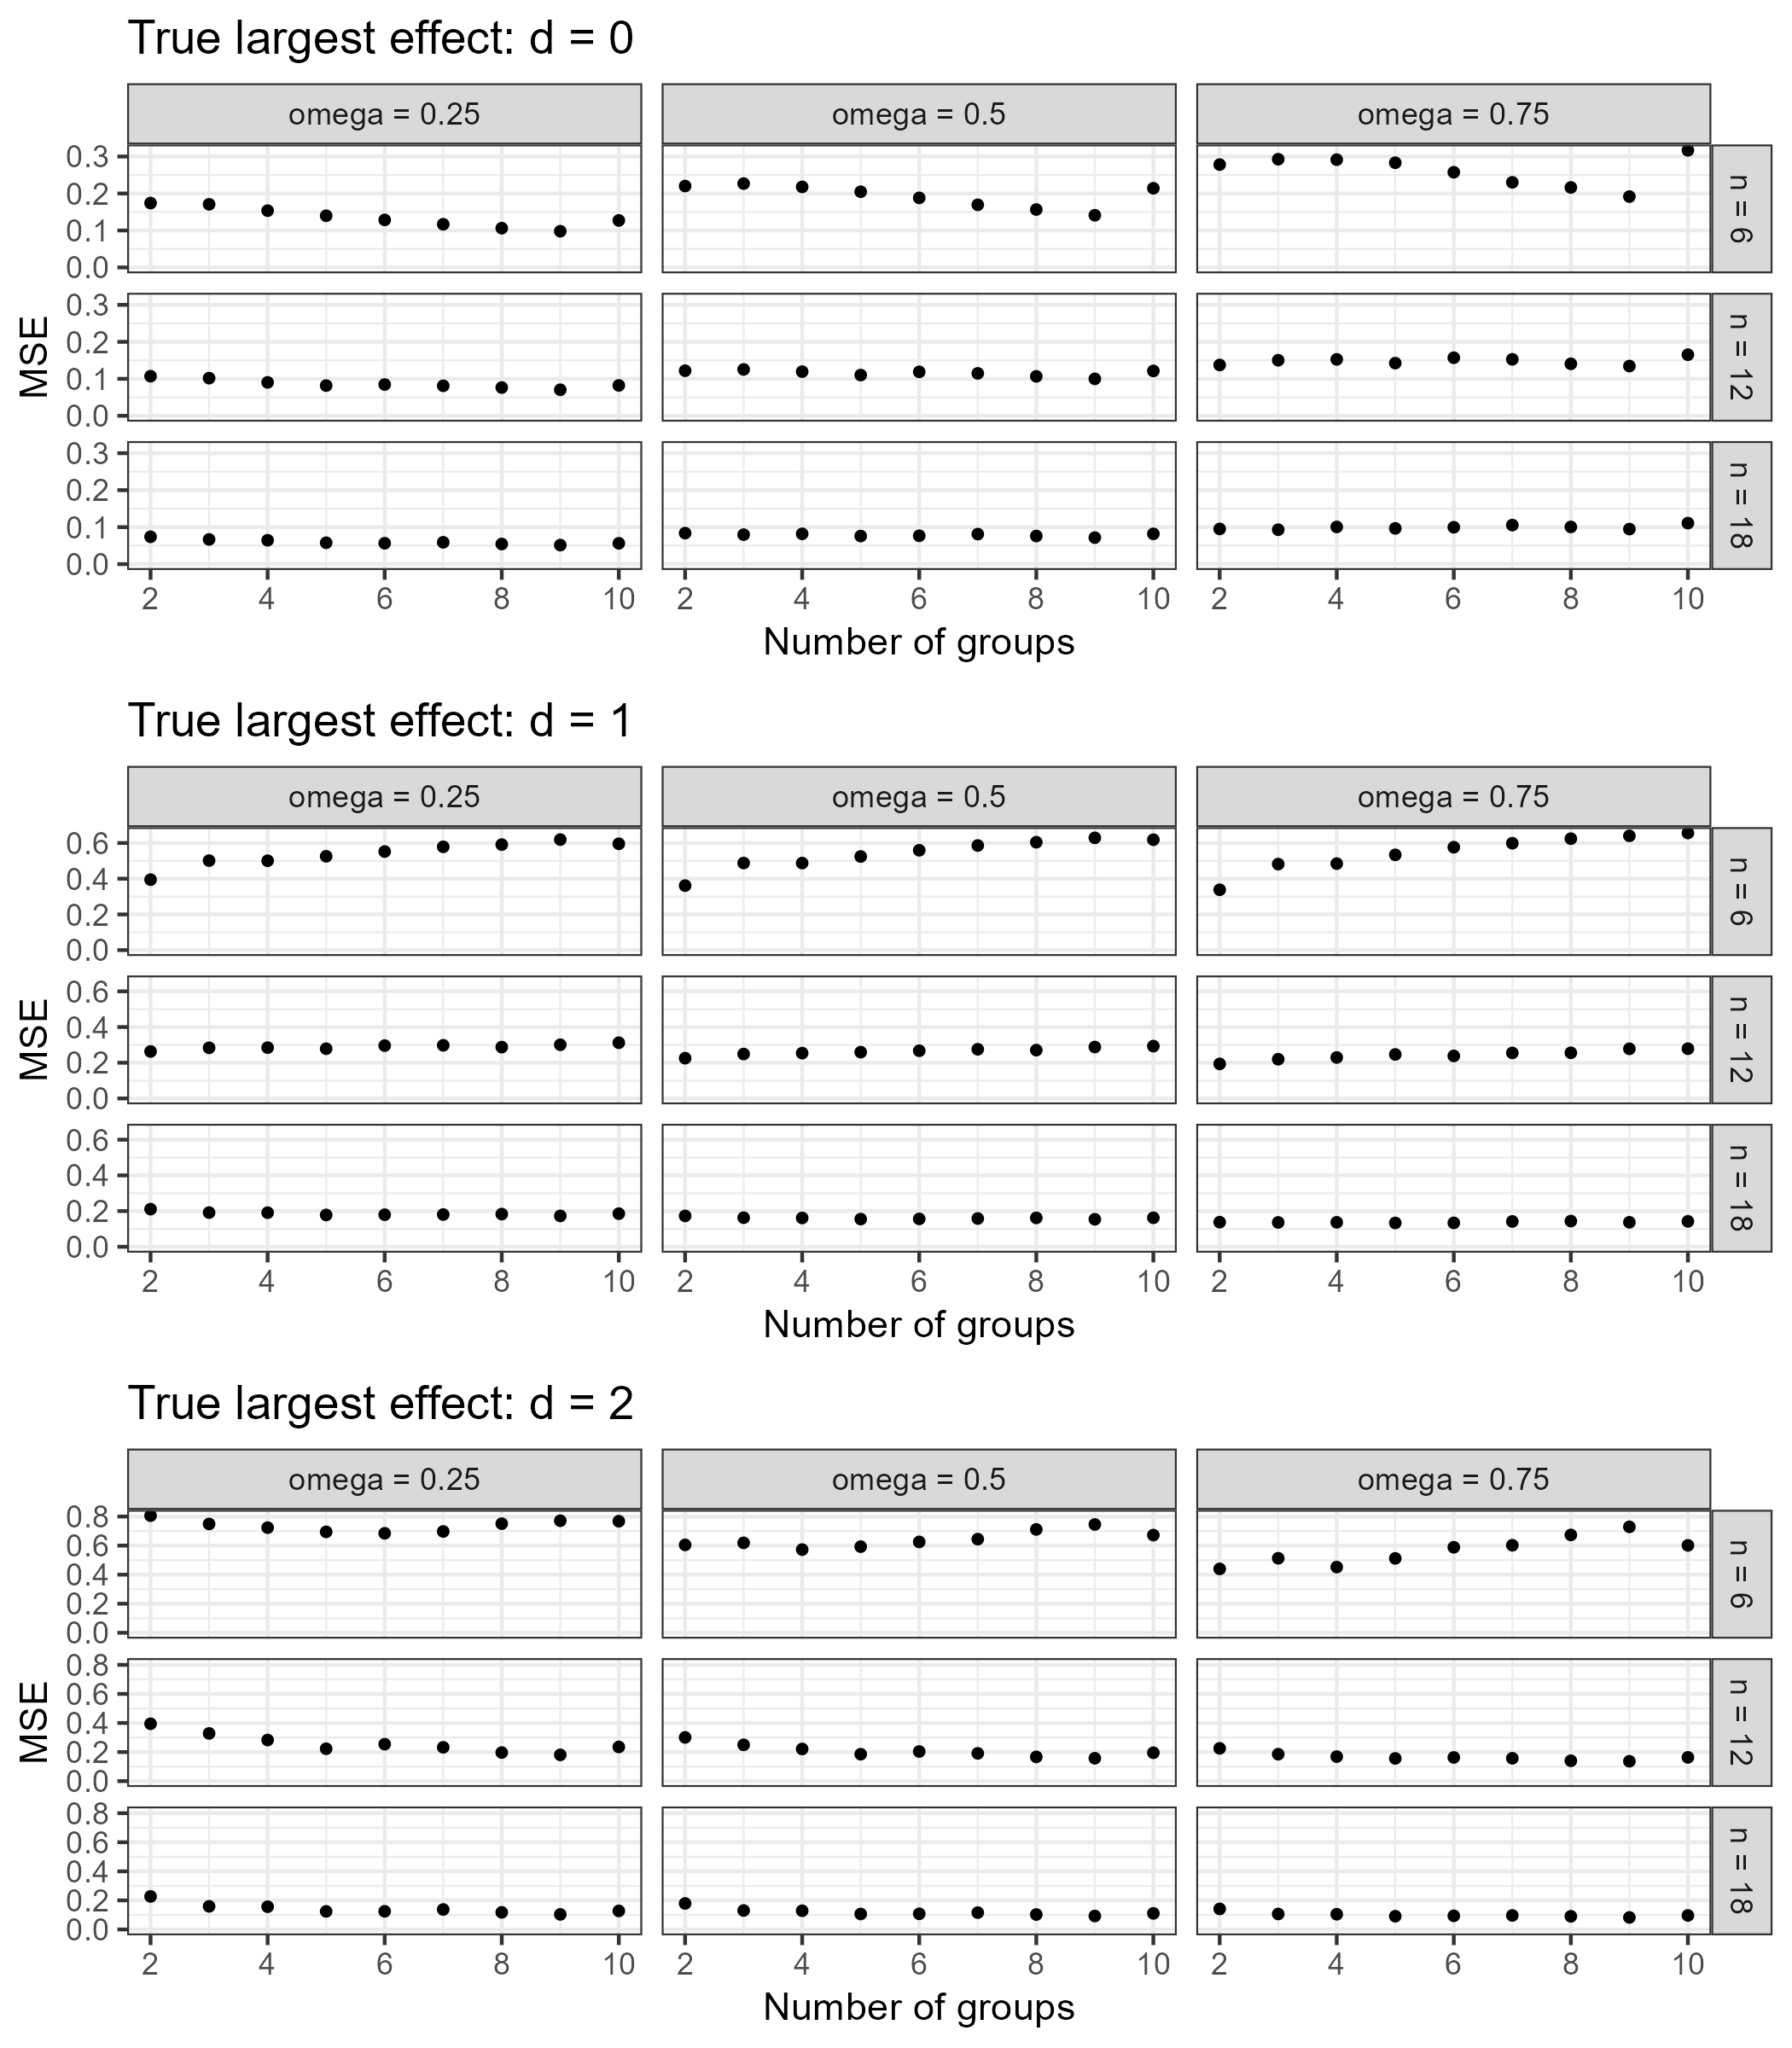 True largest effect: d = 0
omega = 0.25 omega = 0.5 omega = 0.75
0.3
0.2
0.1
0.0
n = 6
0.3
0.2
0.1
0.0
n = 12
0.3
0.2
0.1
0.0
n = 18
MSE
2 4 6 8 10 2 4 6 8 10 2 4 6 8 10
Number of groups
True largest effect: d = 1
omega = 0.25 omega = 0.5 omega = 0.75
0.6
0.4
0.2
0.0
n = 6
0.6
0.4
0.2
0.0
n = 12
0.6
0.4
0.2
0.0
n = 18
MSE
2 4 6 8 10 2 4 6 8 10 2 4 6 8 10
Number of groups
True largest effect: d = 2
omega = 0.25 omega = 0.5 omega = 0.75
0.8
0.6
0.4
0.2
0.0
n = 6
0.8
0.6
0.4
0.2
0.0
n = 12
0.8
0.6
0.4
0.2
0.0
n = 18
MSE
2 4 6 8 10 2 4 6 8 10 2 4 6 8 10
Number of groups